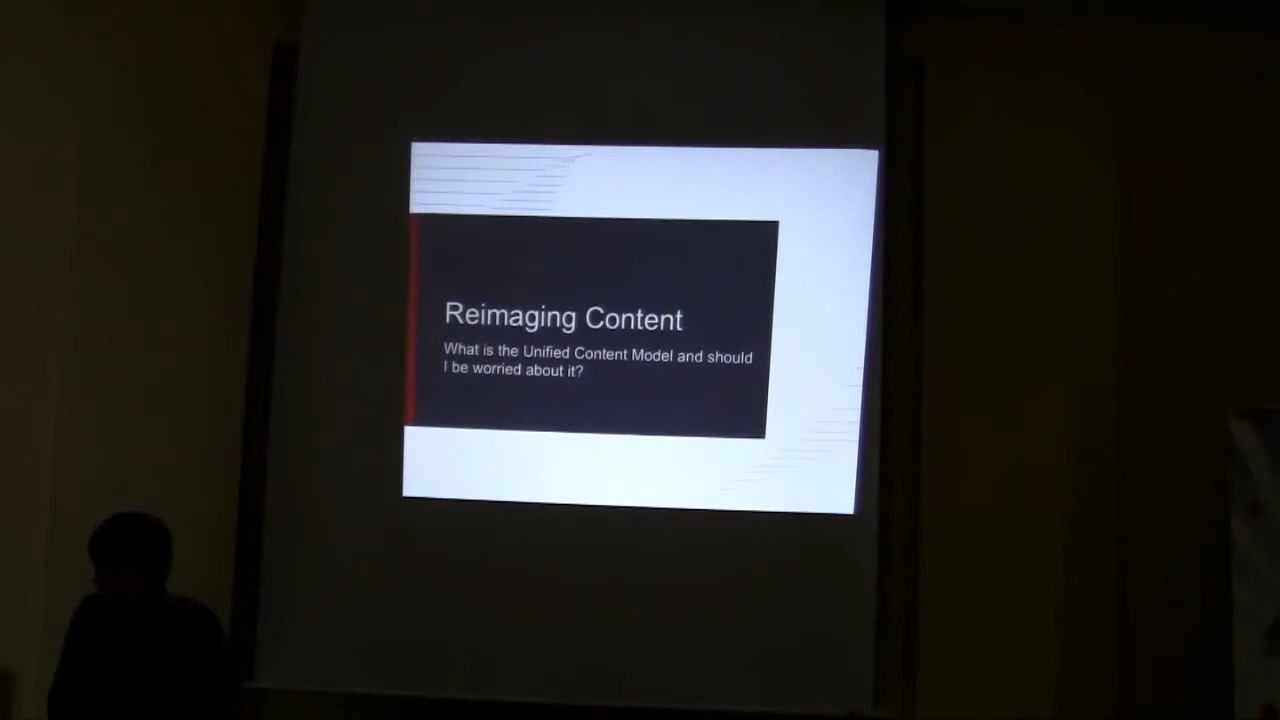 Reimaging Content
What is the Unified Content Model and should
I be worried about it?